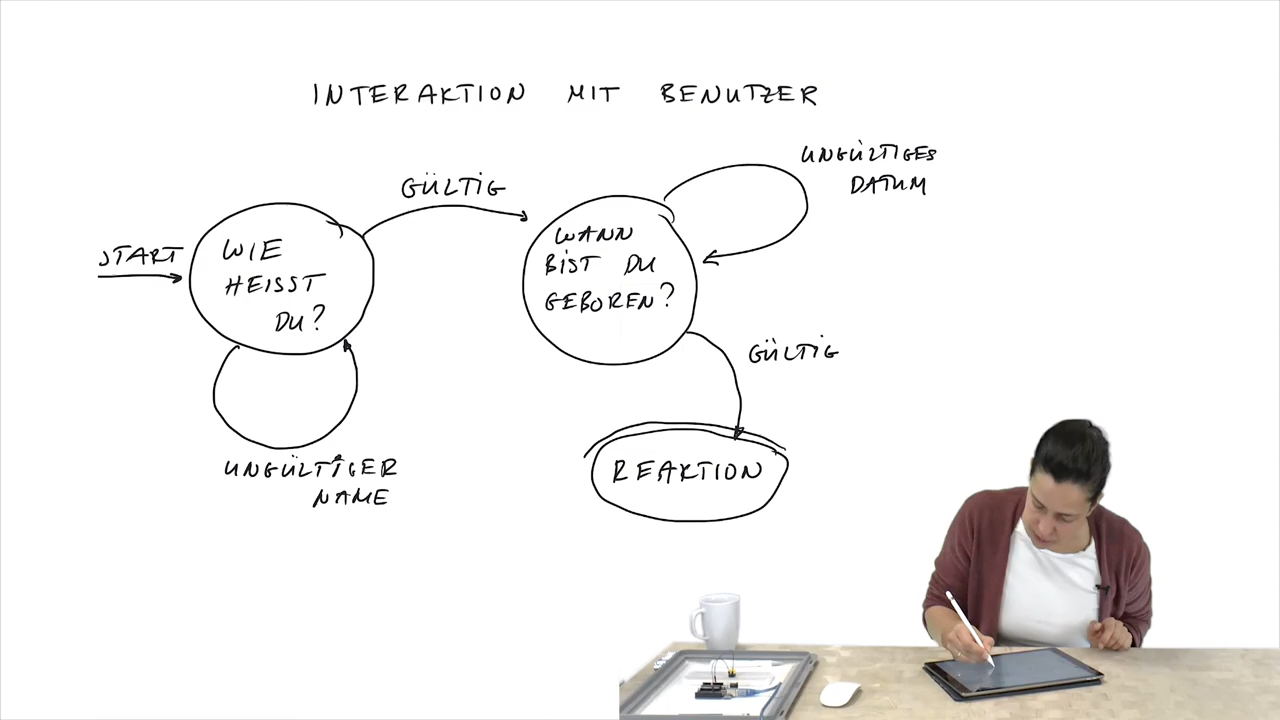 INTERAKTION MIT BENUTZER
START
WIE
HEISST
DU?
UNGÜLTIGER
NAME
GÜLTIG
WANN
BIST DU
GEBOREN?
UNGÜLTIGES
DATUM
GÜLTIG
REAKTION